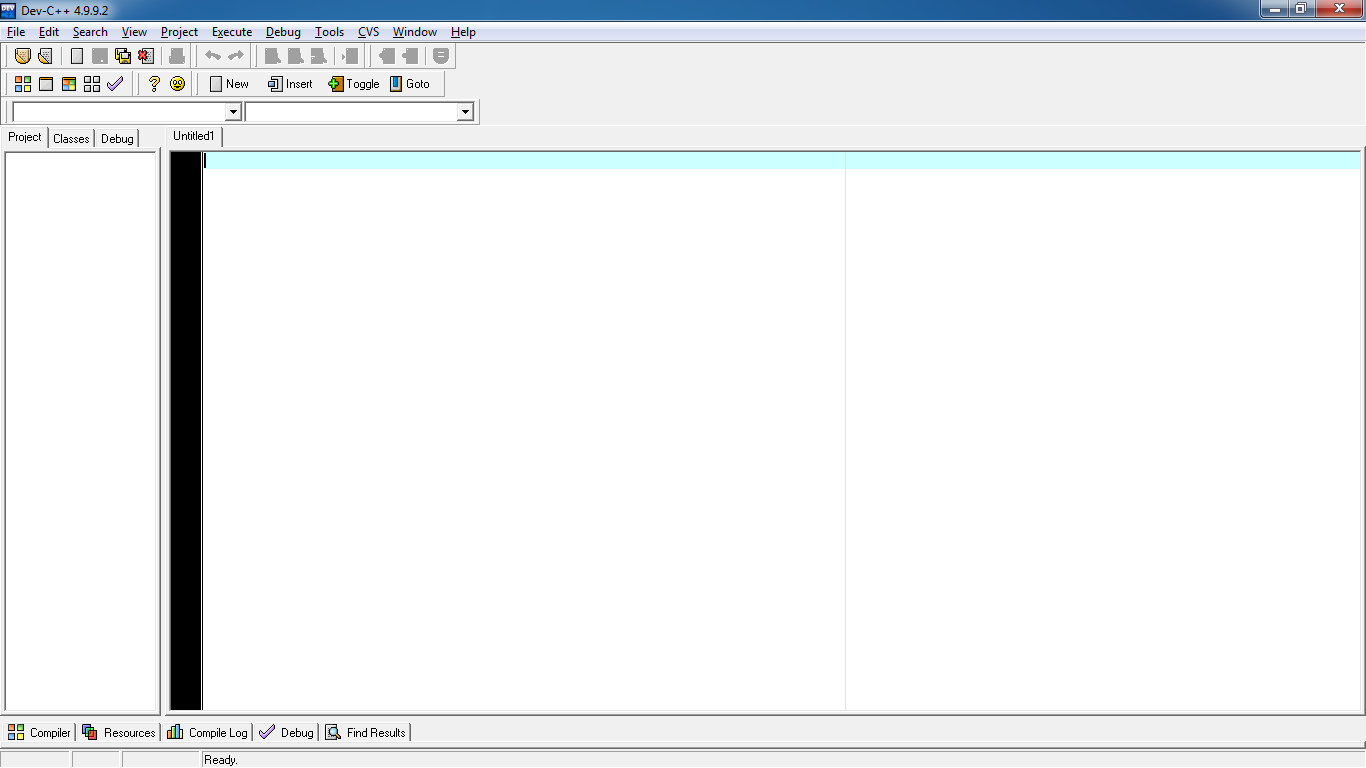 Dev-C++ 4.9.9.2
File Edit Search View Project Execute Debug Tools CVS Window Help
New Insert Toggle Goto
Project Classes Debug Untitled1
Compiler Resources Compile Log Debug Find Results
Ready.